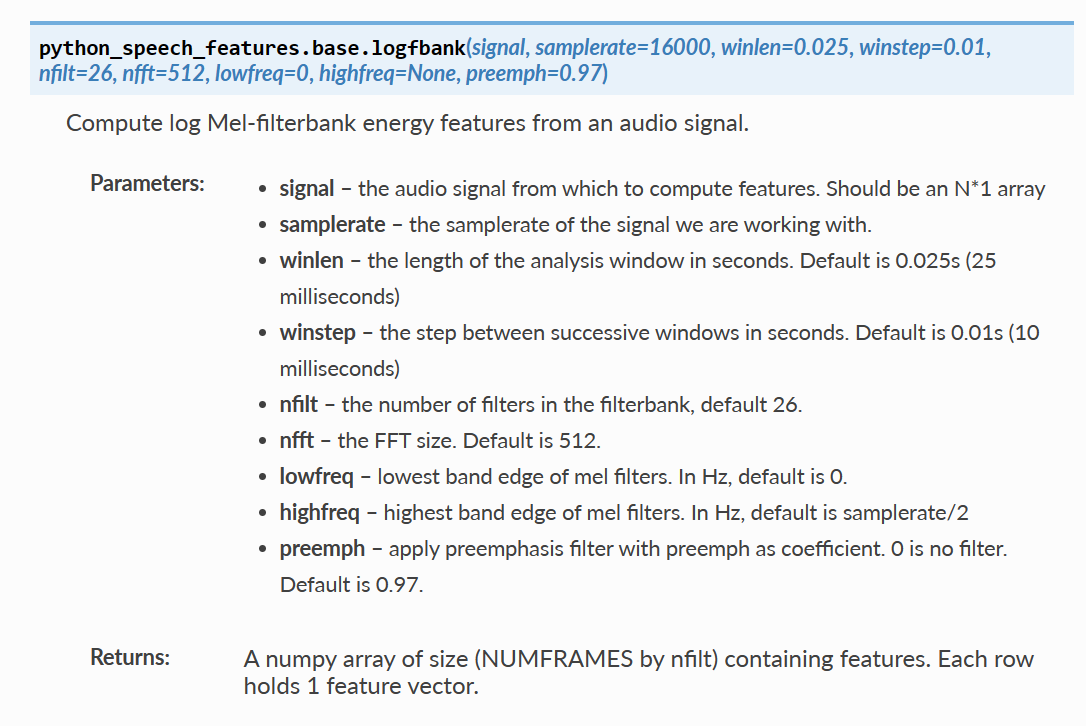 python_speech_features.base.logfbank(signal, samplerate=16000, winlen=0.025, winstep=0.01,
nfilt=26, nfft=512, lowfreq=0, highfreq=None, preemph=0.97)
Compute log Mel-filterbank energy features from an audio signal.
Parameters:
• signal – the audio signal from which to compute features. Should be an N*1 array
• samplerate – the samplerate of the signal we are working with.
• winlen – the length of the analysis window in seconds. Default is 0.025s (25
milliseconds)
• winstep – the step between successive windows in seconds. Default is 0.01s (10
milliseconds)
• nfilt – the number of filters in the filterbank, default 26.
• nfft – the FFT size. Default is 512.
• lowfreq – lowest band edge of mel filters. In Hz, default is 0.
• highfreq – highest band edge of mel filters. In Hz, default is samplerate/2
• preemph – apply preemphasis filter with preemph as coefficient. 0 is no filter.
Default is 0.97.
Returns:
A numpy array of size (NUMFRAMES by nfilt) containing features. Each row
holds 1 feature vector.